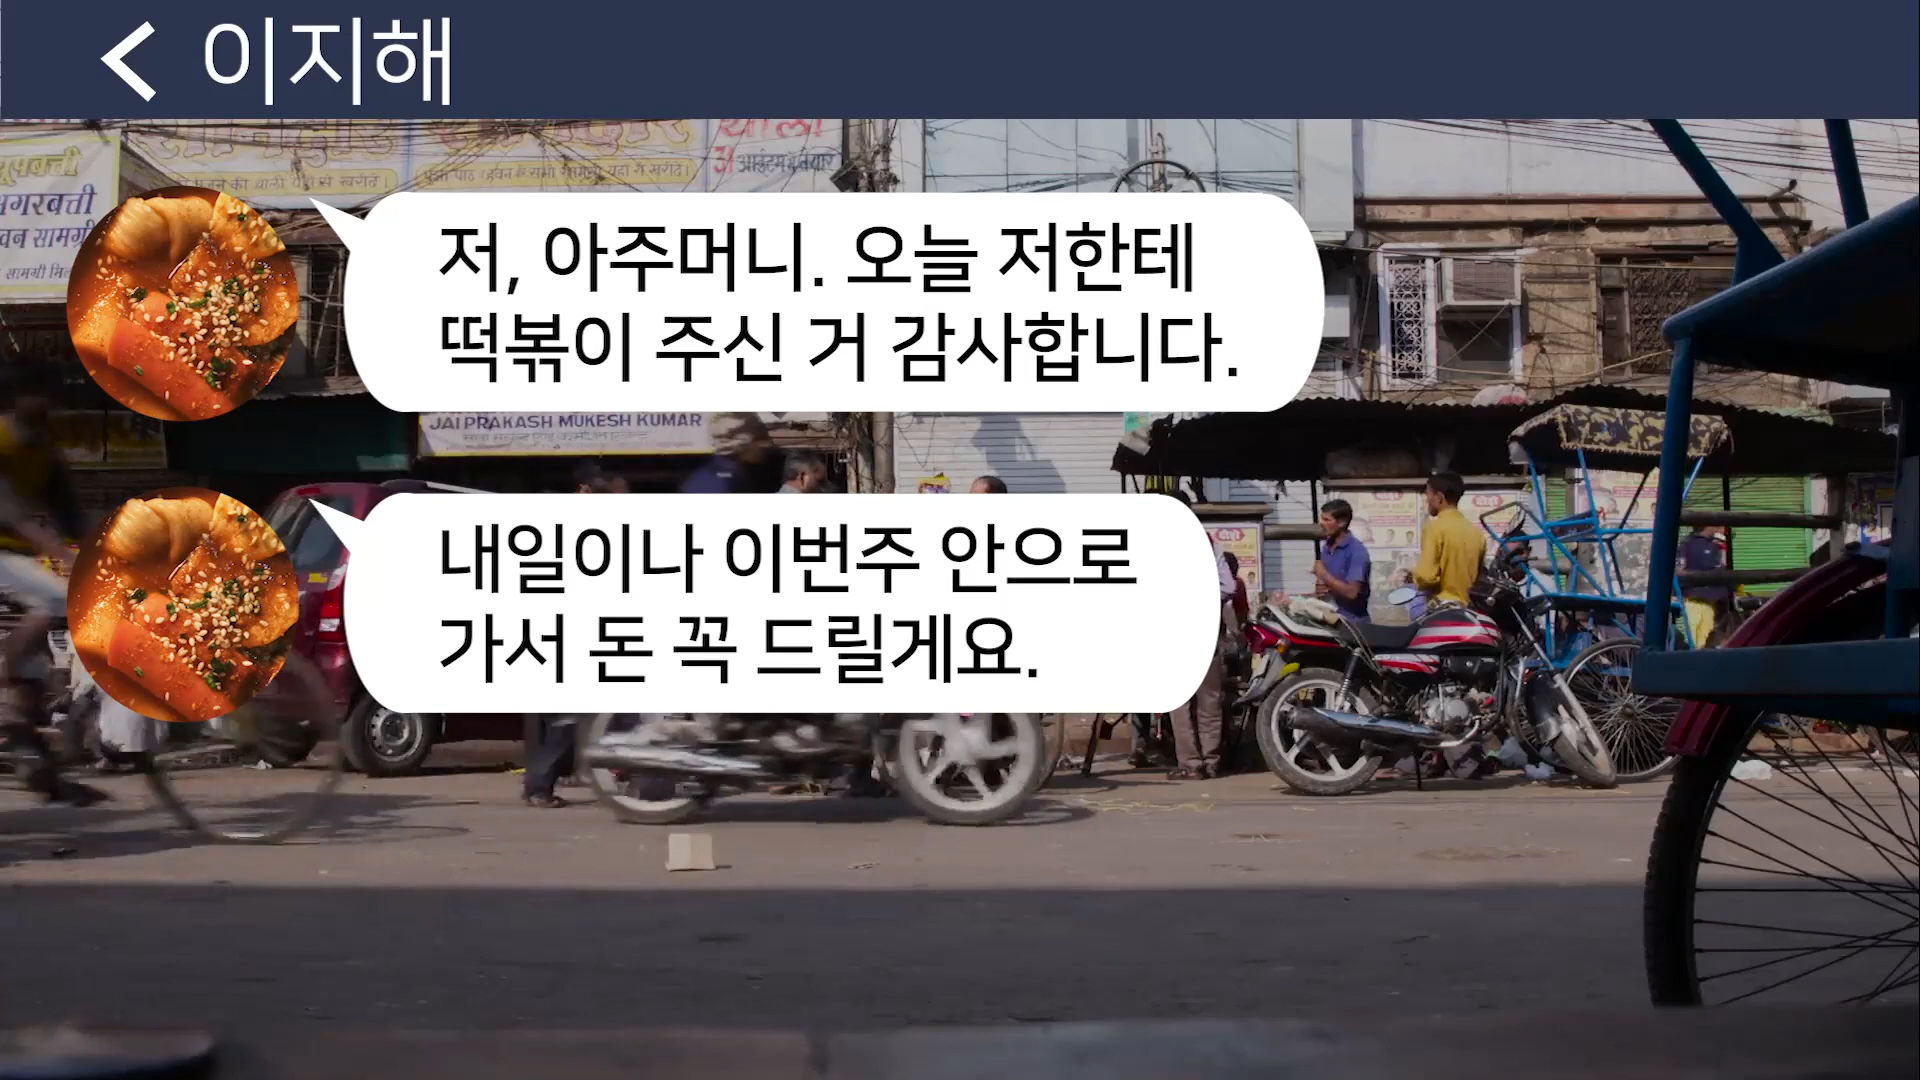 이지해
저, 아주머니. 오늘 저한테
떡볶이 주신 거 감사합니다.
내일이나 이번주 안으로
가서 돈 꼭 드릴게요.
अगरबत्ती
JAI PRAKASH MUKESH KUMAR